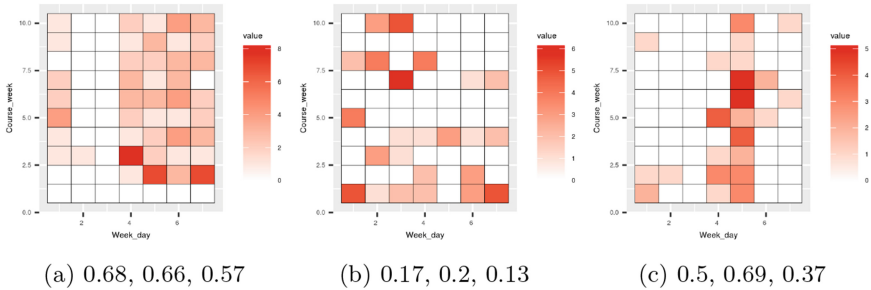 10.0
7.5
5.0
2.5
0.0
Course_week
2 4 6
Week_day
value
8
6
4
2
0
10.0
7.5
5.0
2.5
0.0
Course_week
2 4 6
Week_day
value
6
5
4
3
2
1
0
10.0
7.5
5.0
2.5
0.0
Course_week
2 4 6
Week_day
value
5
4
3
2
1
0
(a) 0.68, 0.66, 0.57
(b) 0.17, 0.2, 0.13
(c) 0.5, 0.69, 0.37